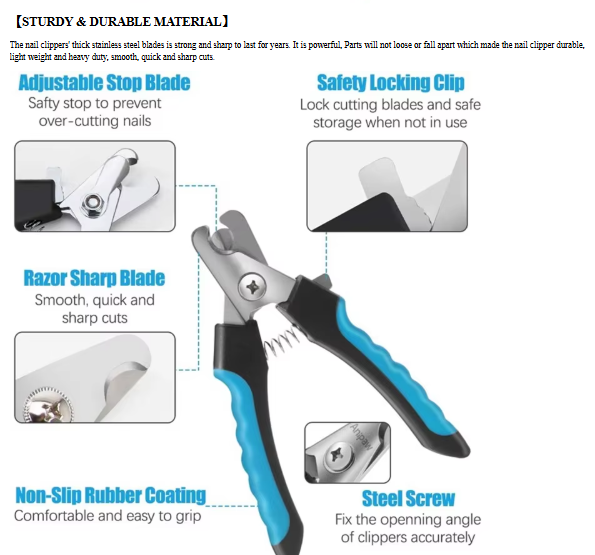 【STURDY & DURABLE MATERIAL】
The nail clippers' thick stainless steel blades is strong and sharp to last for years. It is powerful, Parts will not loose or fall apart which made the nail clipper durable,
light weight and heavy duty, smooth, quick and sharp cuts.
Adjustable Stop Blade
Safty stop to prevent
over-cutting nails
Safety Locking Clip
Lock cutting blades and safe
storage when not in use
Razor Sharp Blade
Smooth, quick and
sharp cuts
Non-Slip Rubber Coating
Comfortable and easy to grip
Steel Screw
Fix the openning angle
of clippers accurately